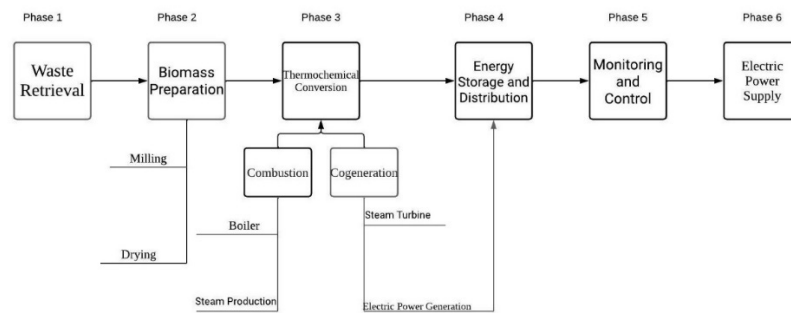 Phase 1
Phase 2
Phase 3
Phase 4
Phase 5
Phase 6
Waste
Retrieval
Biomass
Preparation
Thermochemical
Conversion
Energy
Storage and
Distribution
Monitoring
and
Control
Electric
Power
Supply
Milling
Drying
Combustion
Cogeneration
Boiler
Steam Production
Steam Turbine
Electric Power Generation